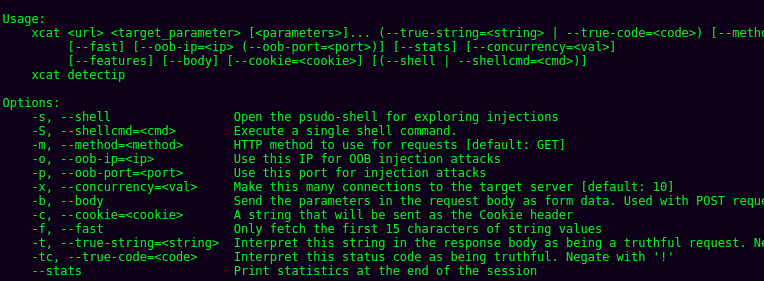 Usage:
    xcat <url> <target_parameter> [<parameters>]... (--true-string=<string> | --true-code=<code>) [--metho
         [--fast] [--oob-ip=<ip> (--oob-port=<port>)] [--stats] [--concurrency=<val>]
         [--features] [--body] [--cookie=<cookie>] [(--shell | --shellcmd=<cmd>)]
    xcat detectip
Options:
    -s, --shell                 Open the psudo-shell for exploring injections
    -S, --shellcmd=<cmd>        Execute a single shell command.
    -m, --method=<method>       HTTP method to use for requests [default: GET]
    -o, --oob-ip=<ip>           Use this IP for OOB injection attacks
    -p, --oob-port=<port>       Use this port for injection attacks
    -x, --concurrency=<val>     Make this many connections to the target server [default: 10]
    -b, --body                  Send the parameters in the request body as form data. Used with POST reque
    -c, --cookie=<cookie>       A string that will be sent as the Cookie header
    -f, --fast                  Only fetch the first 15 characters of string values
    -t, --true-string=<string>  Interpret this string in the response body as being a truthful request. Ne
    -tc, --true-code=<code>     Interpret this status code as being truthful. Negate with '!'
    --stats                     Print statistics at the end of the session